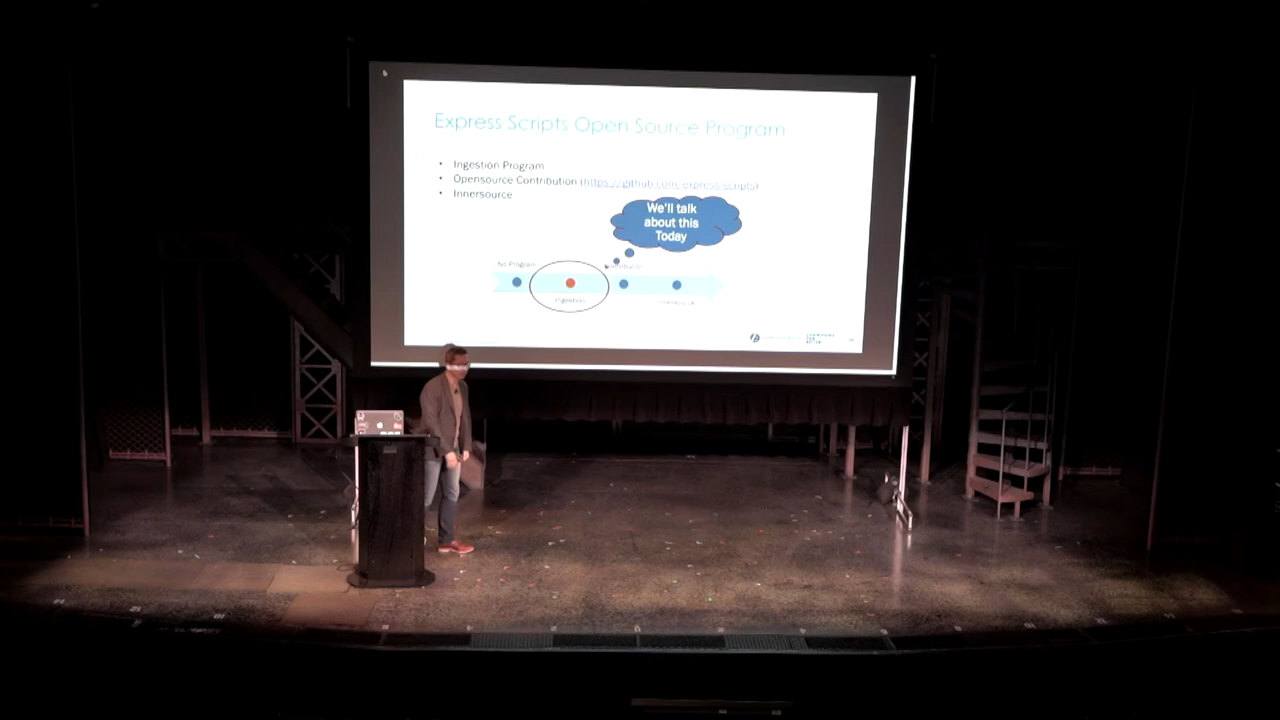 Express Scripts Open Source Program
• Ingestion Program
• Opensource Contribution (https://github.com/express-scripts)
• Innersource
We'll talk
about this
Today
No Program
Ingestion